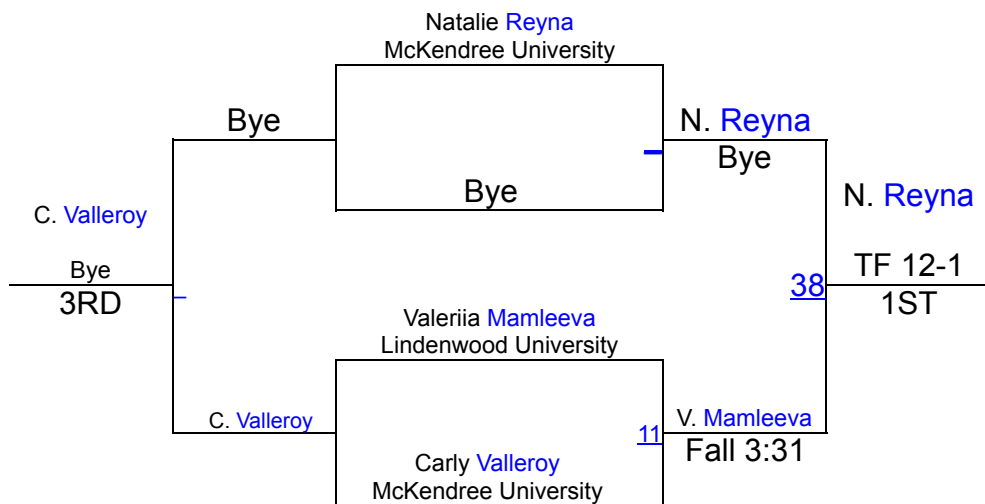 Natalie Reyna
McKendree University
Bye
N. Reyna
Bye
Bye
N. Reyna
C. Valleroy
Bye
3RD
TF 12-1
38
1ST
Valeriia Mamleeva
Lindenwood University
C. Valleroy
11
V. Mamleeva
Fall 3:31
Carly Valleroy
McKendree University